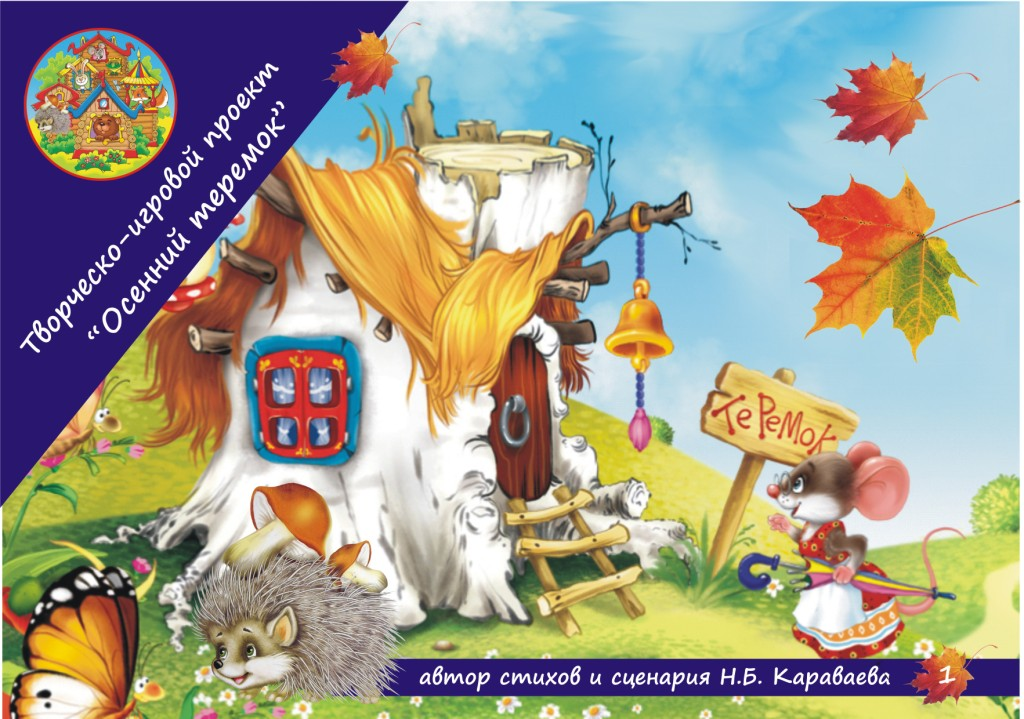 Творческо-игровой проект
“Осенний теремок”
ТеРеМоК
автор стихов и сценария Н.Б. Караваева
1